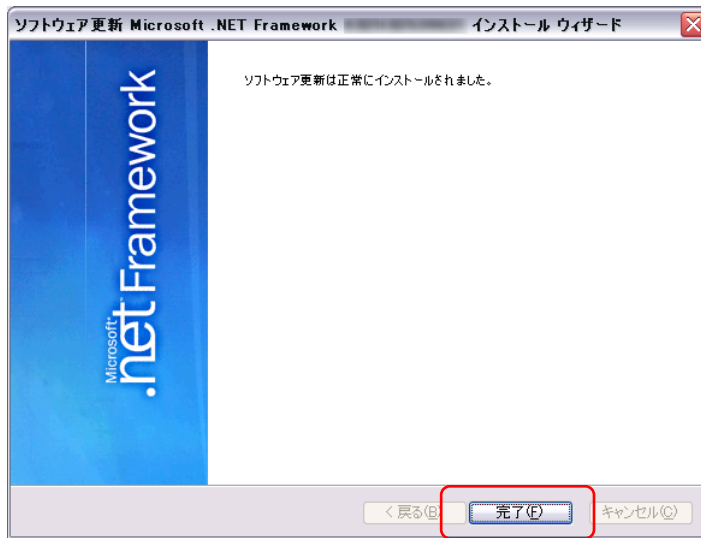 ソフトウェア更新 Microsoft .NET Framework インストール ウィザード
ソフトウェア更新は正常にインストールされました。
Microsoft®
.net Framework
< 戻る(B)
完了(F)
キャンセル(C)